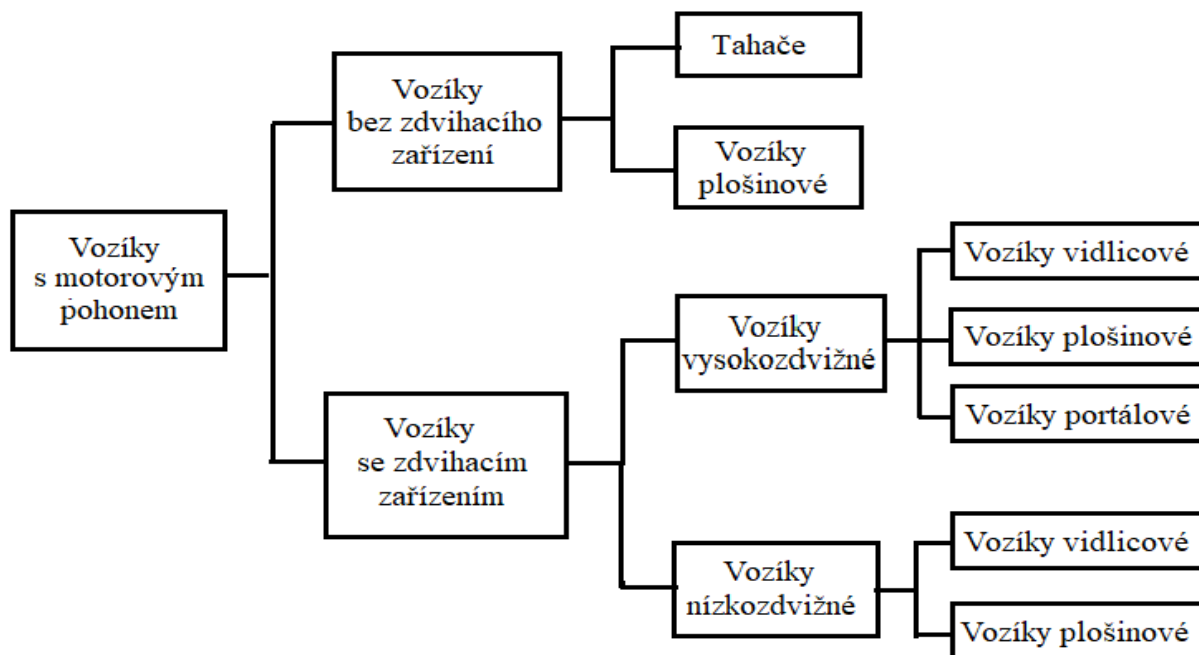 Vozíky
s motorovým
pohonem
Vozíky
bez zdvihacího
zařízení
Tahače
Vozíky
plošinové
Vozíky
se zdvihacím
zařízením
Vozíky
vysokozdvižné
Vozíky vidlicové
Vozíky plošinové
Vozíky portálové
Vozíky
nízkozdvižné
Vozíky vidlicové
Vozíky plošinové